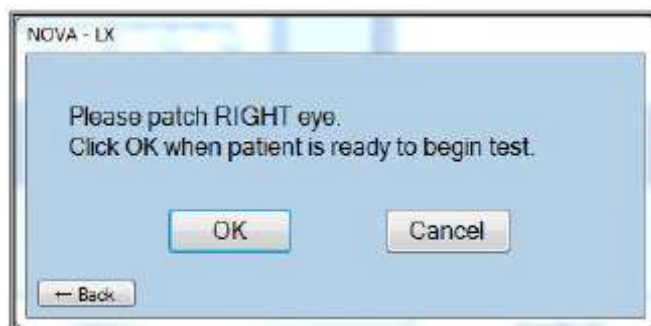 NOVA - LX
Please patch RIGHT eye.
Click OK when patient is ready to begin test.
OK
Cancel
← Back